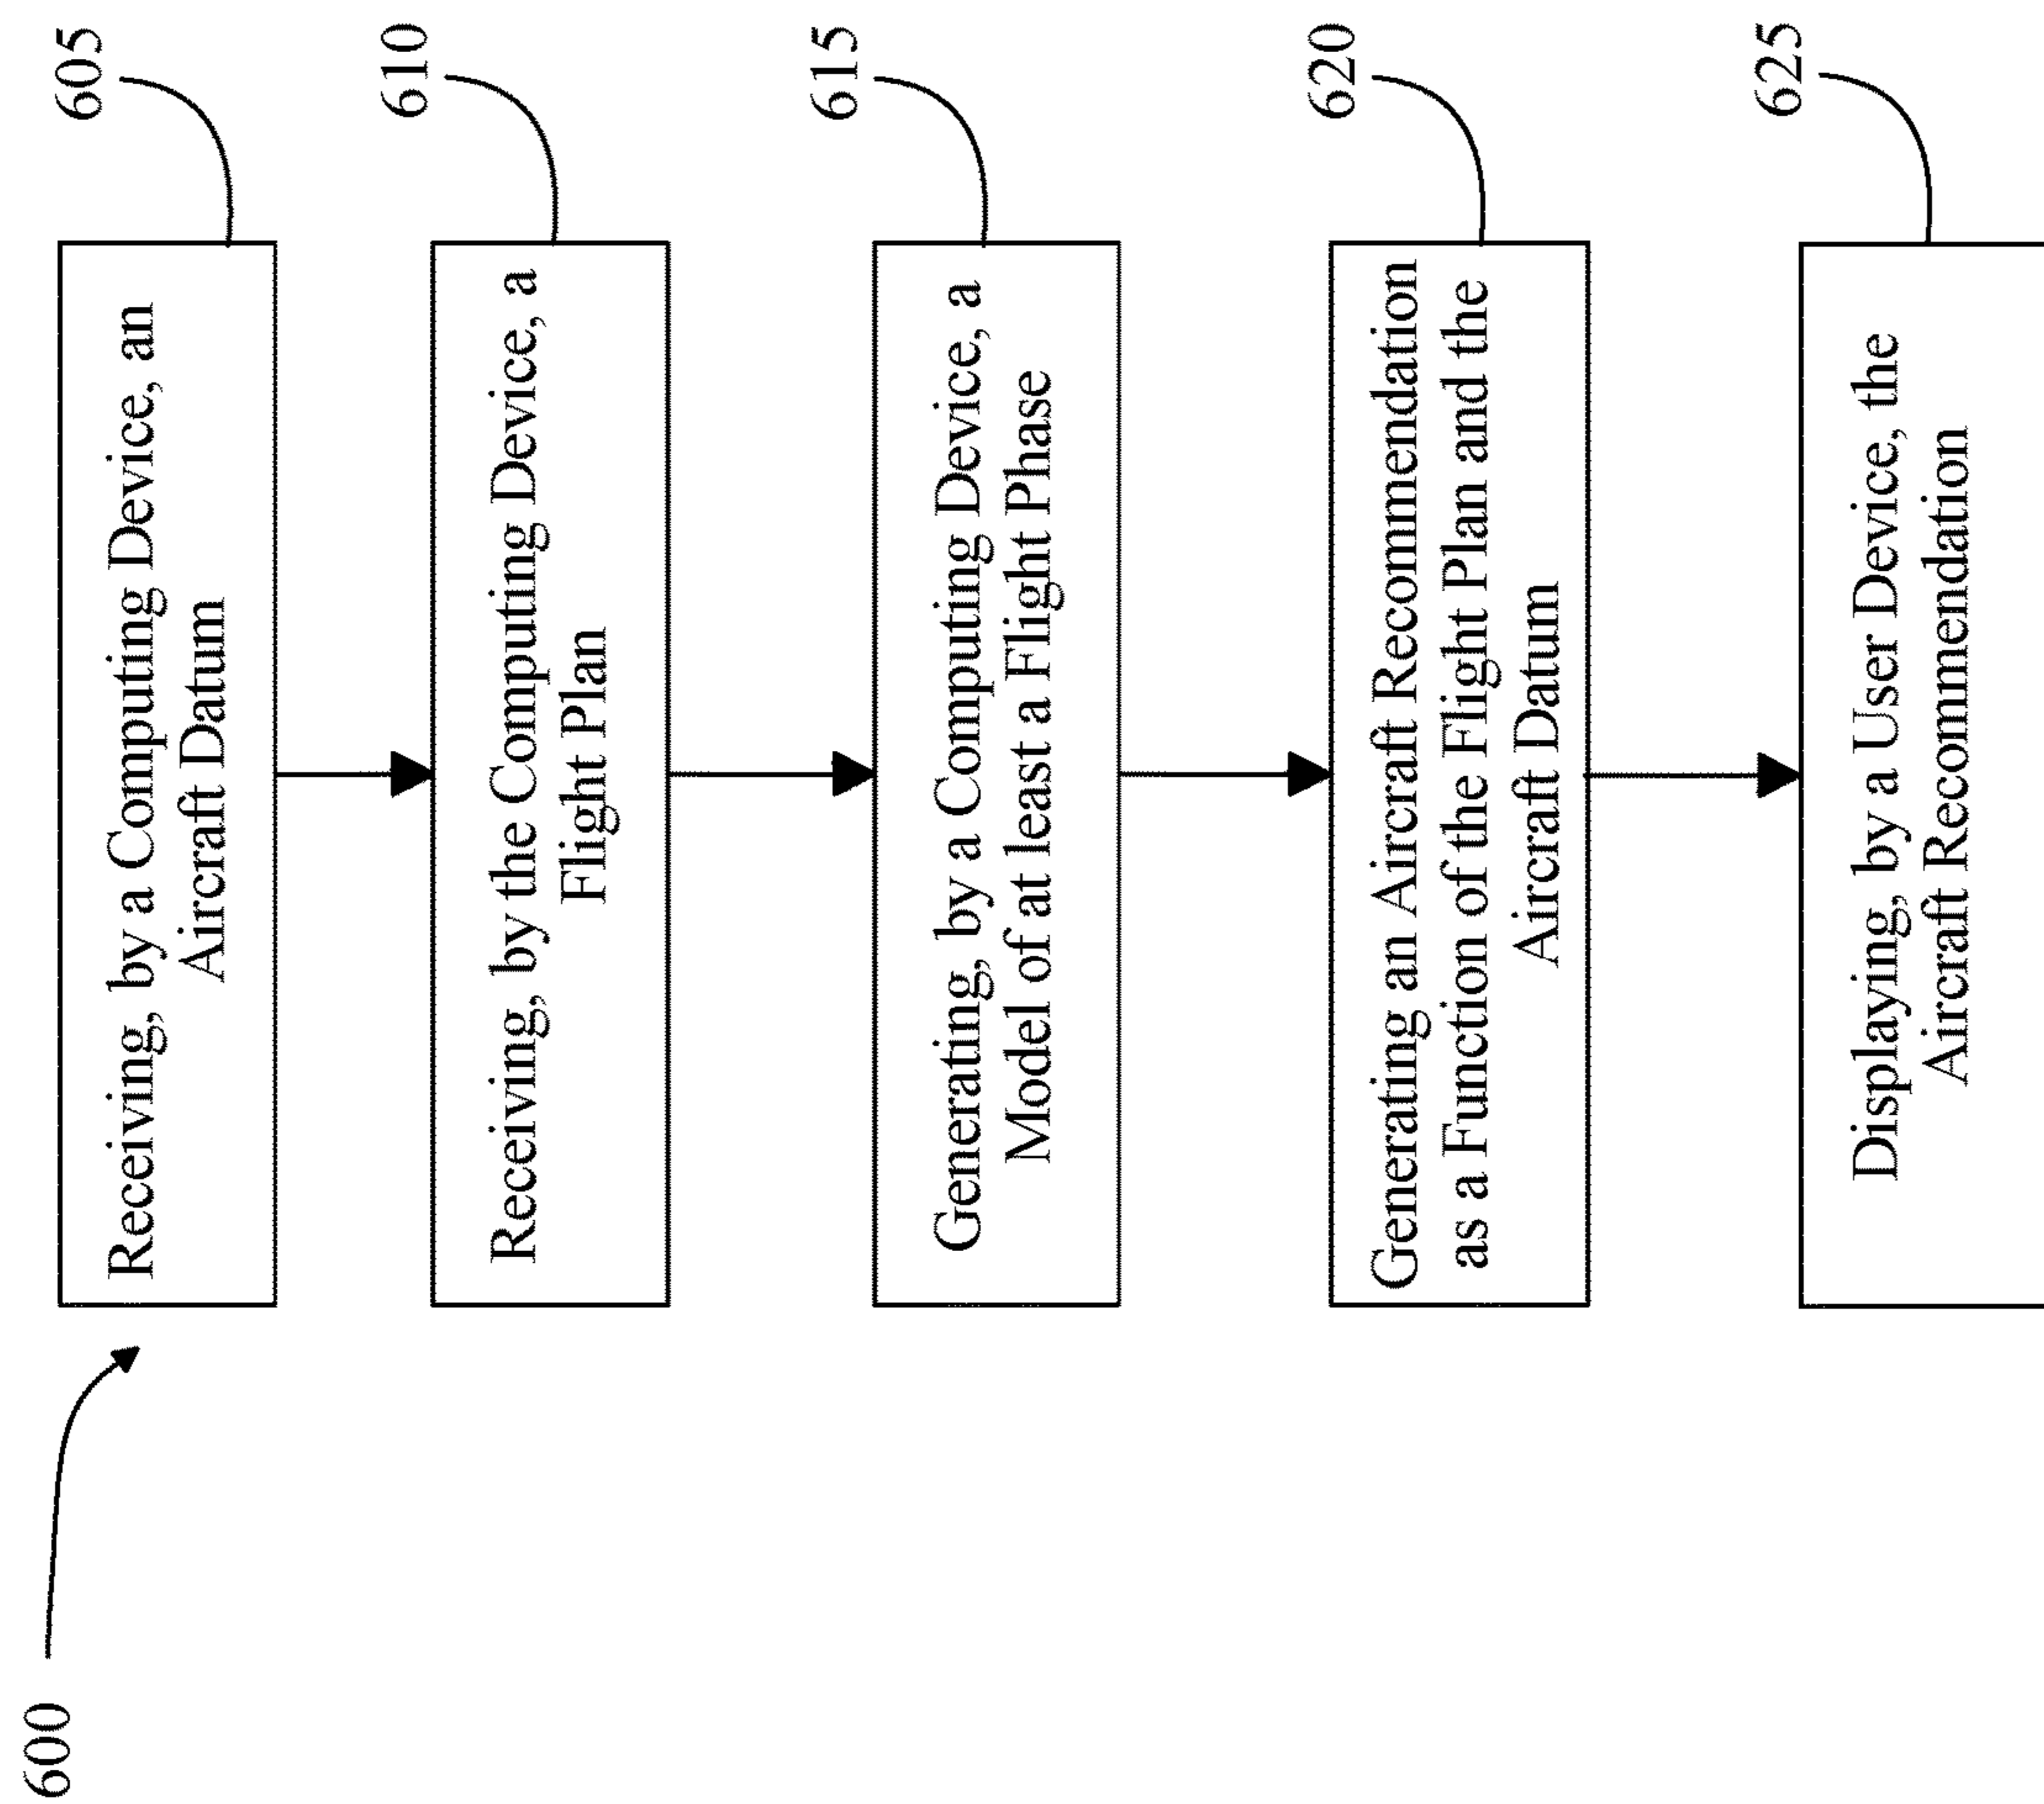 600
605
Receiving, by a Computing Device, an
Aircraft Datum
610
Receiving, by the Computing Device, a
Flight Plan
615
Generating, by a Computing Device, a
Model of at least a Flight Phase
620
Generating an Aircraft Recommendation
as a Function of the Flight Plan and the
Aircraft Datum
625
Displaying, by a User Device, the
Aircraft Recommendation